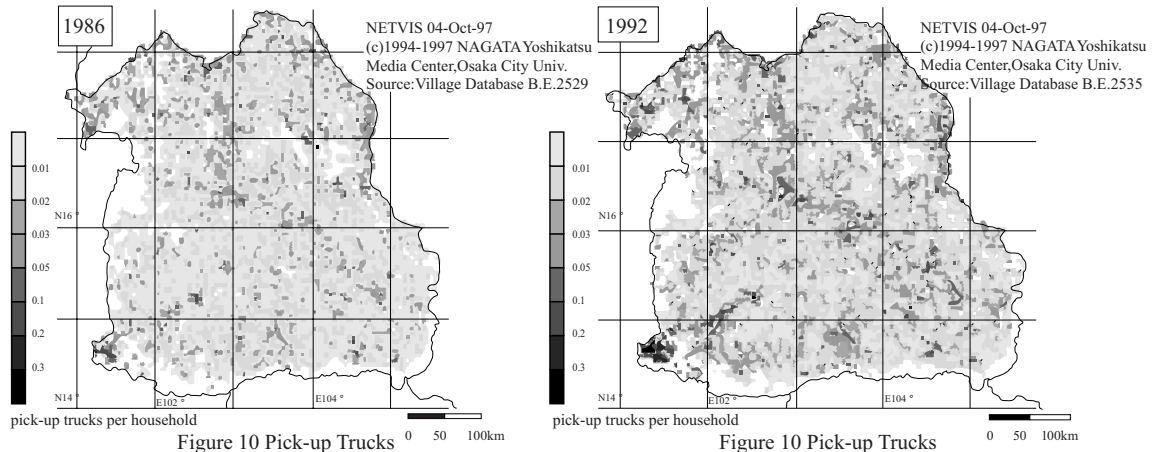 1986
NETVIS 04-Oct-97
(c)1994-1997 NAGATAYoshikatsu
Media Center,Osaka City Univ.
Source:Village Database B.E.2529
0.01
0.02
0.03
0.05
0.1
0.2
0.3
N16 °
N14 °
E102 °
E104 °
pick-up trucks per household
0 50 100km
Figure 10 Pick-up Trucks
1992
NETVIS 04-Oct-97
(c)1994-1997 NAGATAYoshikatsu
Media Center,Osaka City Univ.
Source:Village Database B.E.2535
0.01
0.02
0.03
0.05
0.1
0.2
0.3
N16 °
N14 °
E102 °
E104 °
pick-up trucks per household
0 50 100km
Figure 10 Pick-up Trucks